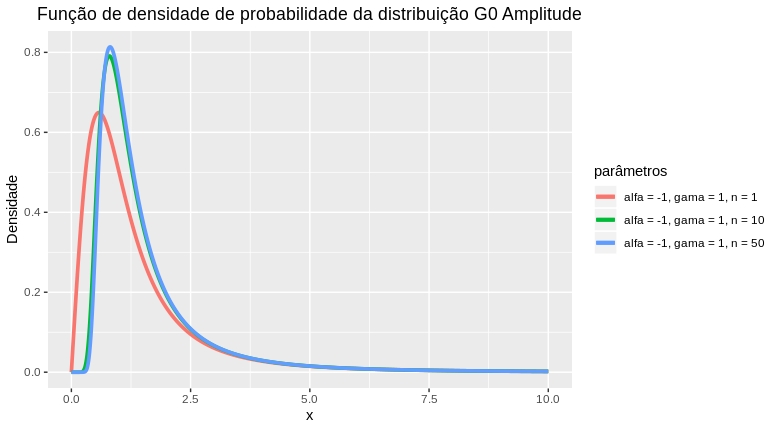 Função de densidade de probabilidade da distribuição G0 Amplitude
Densidade
0.8
0.6
0.4
0.2
0.0
0.0 2.5 5.0 7.5 10.0
x
parâmetros
alfa = -1, gama = 1, n = 1
alfa = -1, gama = 1, n = 10
alfa = -1, gama = 1, n = 50